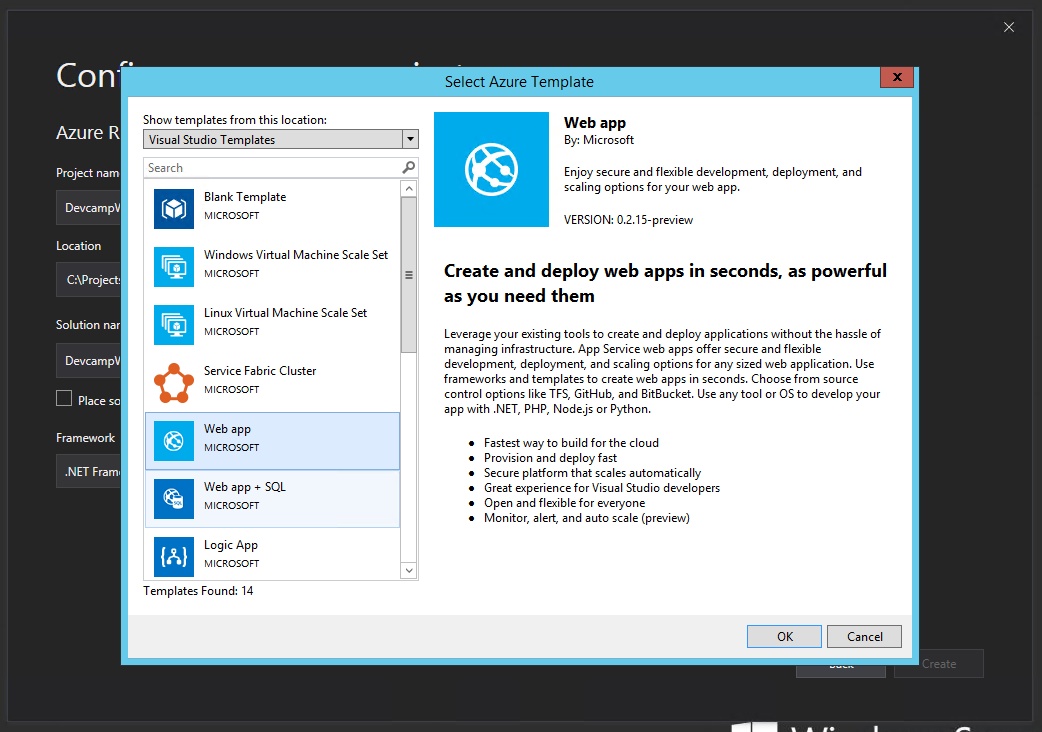 Select Azure Template
x
Azure R
Project name
DevcampW
Location
C:\Projects
Solution nar
DevcampW
Place so
Framework
.NET Frame
Show templates from this location:
Visual Studio Templates
Search
Blank Template
MICROSOFT
Windows Virtual Machine Scale Set
MICROSOFT
Linux Virtual Machine Scale Set
MICROSOFT
Service Fabric Cluster
MICROSOFT
Web app
MICROSOFT
Web app + SQL
MICROSOFT
Logic App
MICROSOFT
Templates Found: 14
Web app
By: Microsoft
Enjoy secure and flexible development, deployment, and
scaling options for your web app.
VERSION: 0.2.15-preview
Create and deploy web apps in seconds, as powerful
as you need them
Leverage your existing tools to create and deploy applications without the hassle of
managing infrastructure. App Service web apps offer secure and flexible
development, deployment, and scaling options for any sized web application. Use
frameworks and templates to create web apps in seconds. Choose from source
control options like TFS, GitHub, and BitBucket. Use any tool or OS to develop your
app with .NET, PHP, Node.js or Python.
• Fastest way to build for the cloud
• Provision and deploy fast
• Secure platform that scales automatically
• Great experience for Visual Studio developers
• Open and flexible for everyone
• Monitor, alert, and auto scale (preview)
OK
Cancel
Back
Create